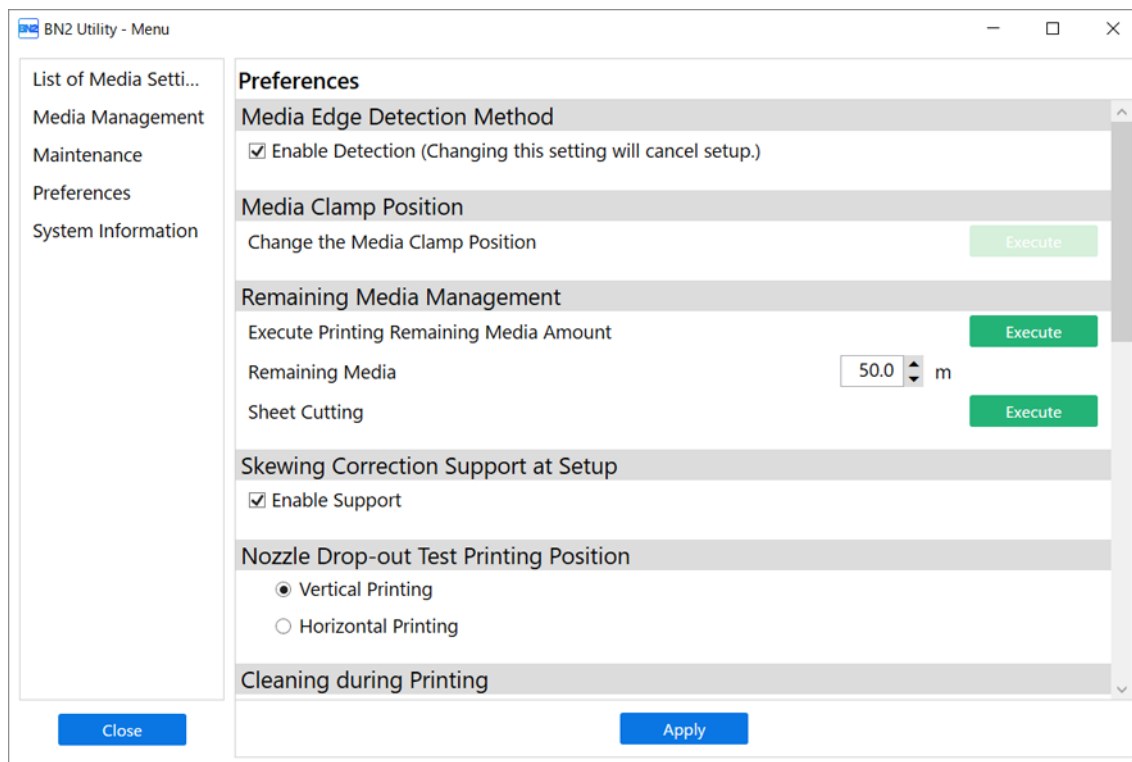 BN2 BN2 Utility - Menu
List of Media Setti...
Media Management
Maintenance
Preferences
System Information
Close
Preferences
Media Edge Detection Method
Enable Detection (Changing this setting will cancel setup.)
Media Clamp Position
Change the Media Clamp Position Execute
Remaining Media Management
Execute Printing Remaining Media Amount Execute
Remaining Media 50.0 m
Sheet Cutting Execute
Skewing Correction Support at Setup
Enable Support
Nozzle Drop-out Test Printing Position
Vertical Printing
Horizontal Printing
Cleaning during Printing
Apply